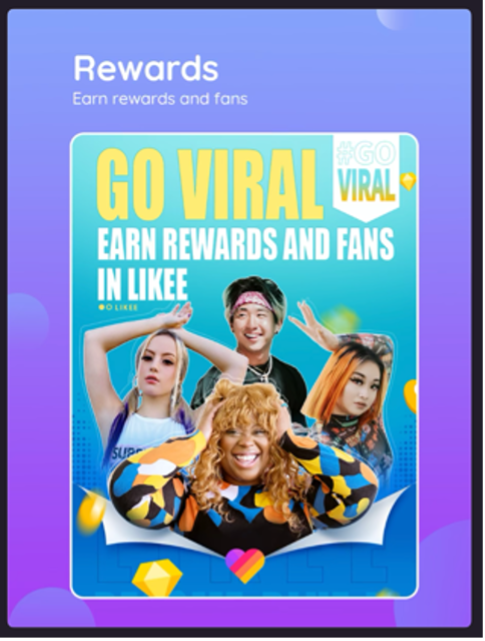 Rewards
Earn rewards and fans
GO VIRAL
#GO
VIRAL
EARN REWARDS AND FANS
IN LIKEE
LIKEE